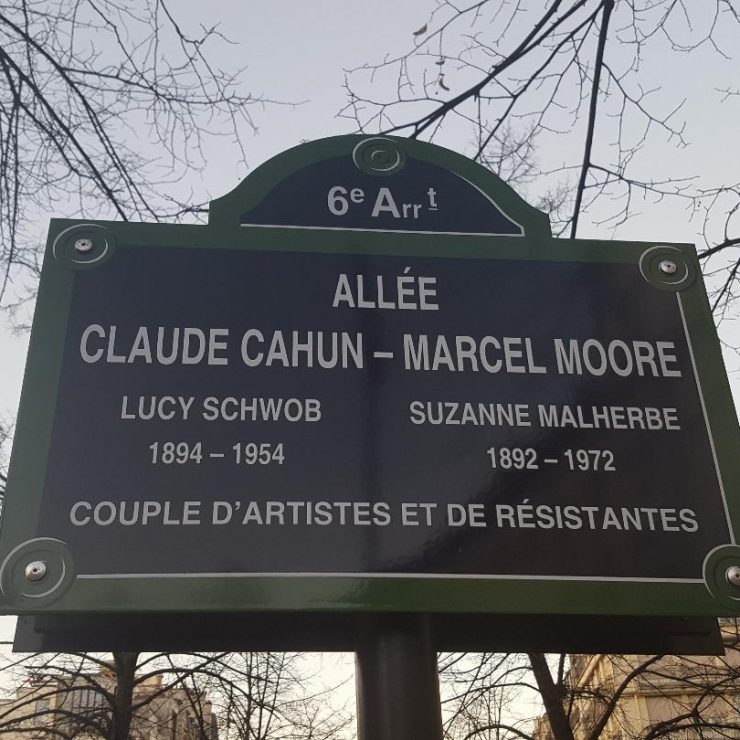 6e Arrt
ALLÉE
CLAUDE CAHUN – MARCEL MOORE
LUCY SCHWOB SUZANNE MALHERBE
1894 – 1954 1892 – 1972
COUPLE D'ARTISTES ET DE RÉSISTANTES